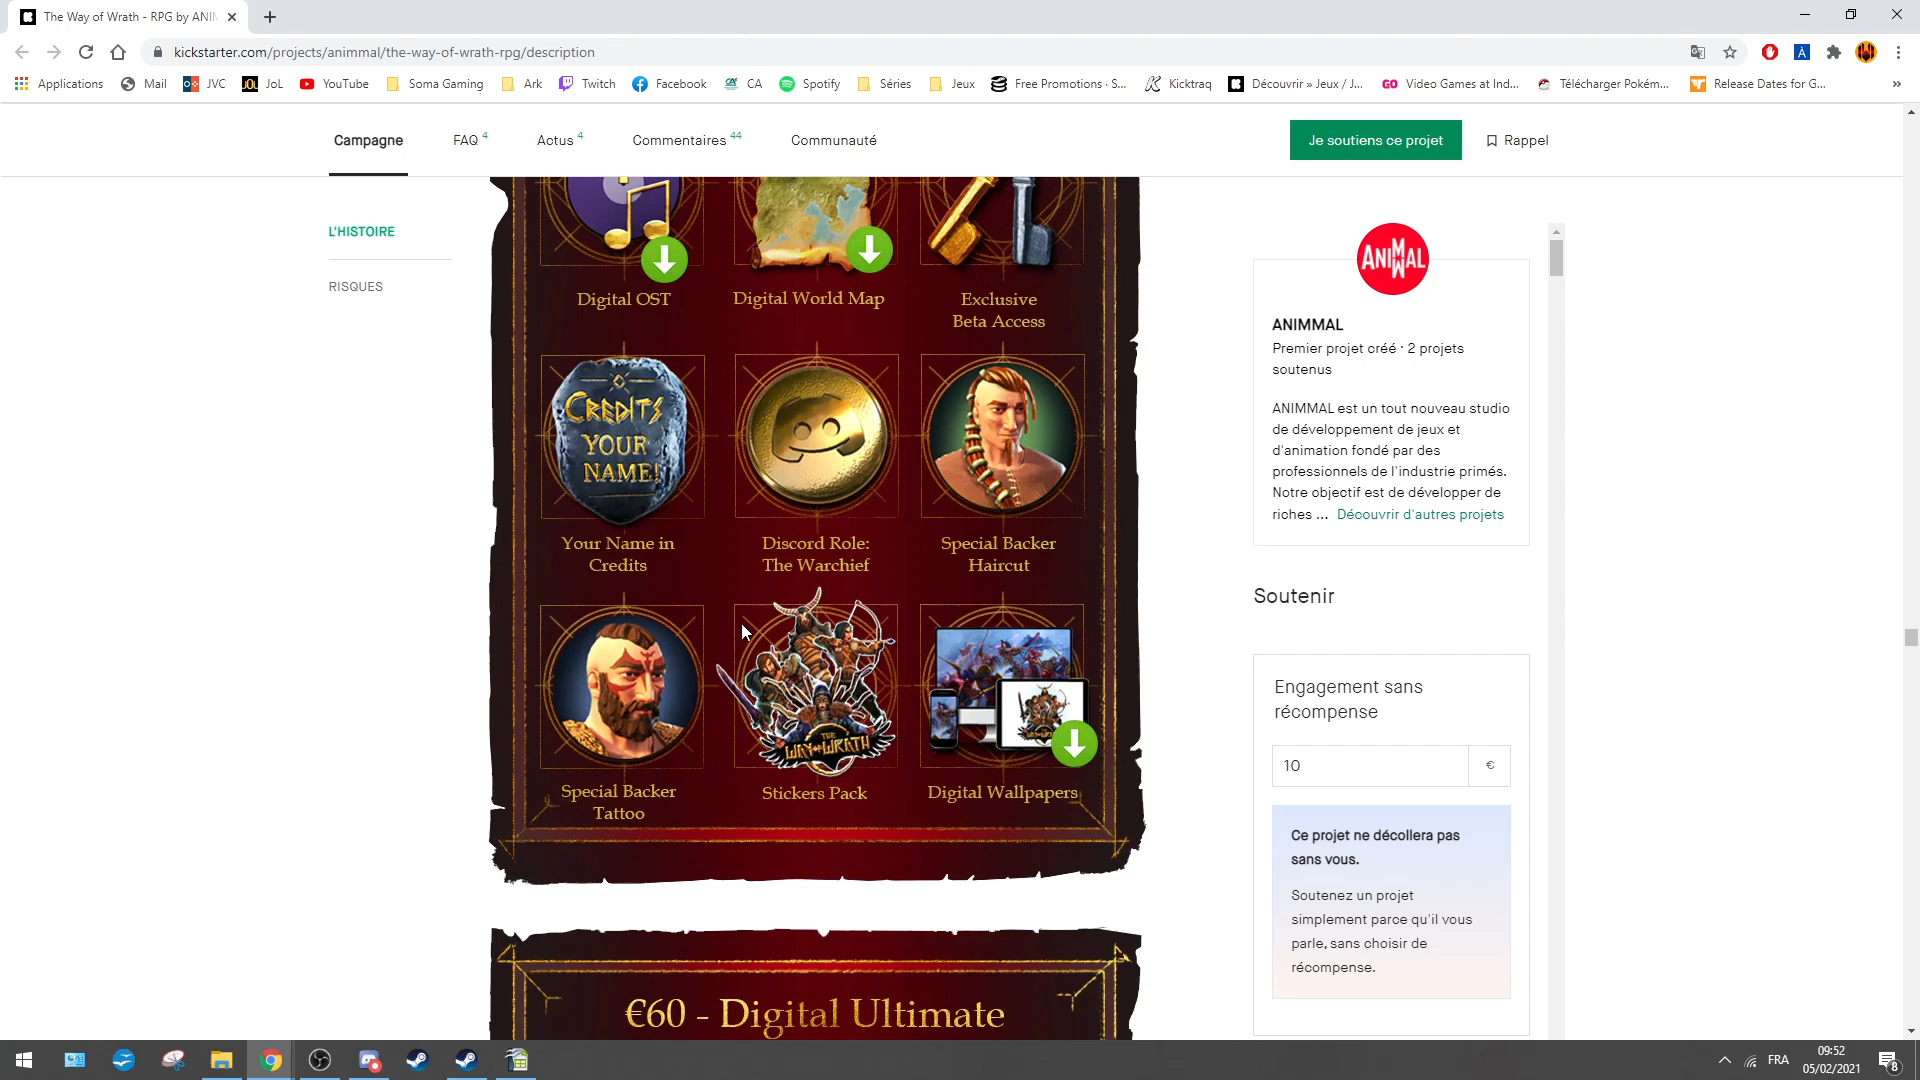 The Way of Wrath - RPG by ANIM
kickstarter.com/projects/animmal/the-way-of-wrath-rpg/description
Applications
Mail
JVC
JoL
YouTube
Soma Gaming
Ark
Twitch
Facebook
CA
Spotify
Séries
Jeux
Free Promotions · S...
Kicktraq
Découvrir » Jeux / J...
GO Video Games at Ind...
Télécharger Pokém...
Release Dates for G...
»
Campagne
FAQ 4
Actus 4
Commentaires 44
Communauté
Je soutiens ce projet
Rappel
L'HISTOIRE
RISQUES
Digital OST
Digital World Map
Exclusive
Beta Access
CREDITS
YOUR
NAME!
Your Name in
Credits
Discord Role:
The Warchief
Special Backer
Haircut
THE
WAY OF WRATH
Special Backer
Tattoo
Stickers Pack
Digital Wallpapers
€60 - Digital Ultimate
ANIMMAL
ANIMMAL
Premier projet créé · 2 projets
soutenus
ANIMMAL est un tout nouveau studio
de développement de jeux et
d'animation fondé par des
professionnels de l'industrie primés.
Notre objectif est de développer de
riches ... Découvrir d'autres projets
Soutenir
Engagement sans
récompense
10 €
Ce projet ne décollera pas
sans vous.
Soutenez un projet
simplement parce qu'il vous
parle, sans choisir de
récompense.
FRA
09:52
05/02/2021
8